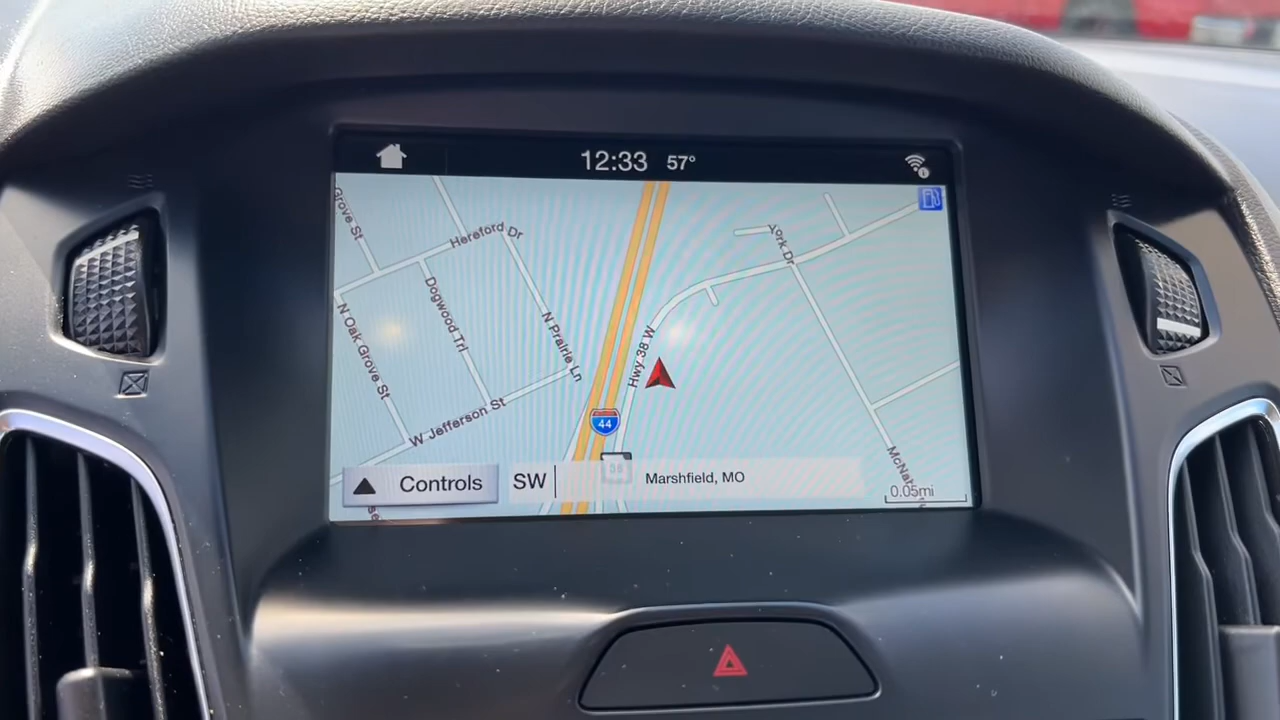 12:33 57°
Grove St
Hereford Dr
York Dr
Dogwood Trl
N Oak Grove St
N Prairie Ln
Hwy 38 W
W Jefferson St
44
Controls
SW
Marshfield, MO
0.05mi